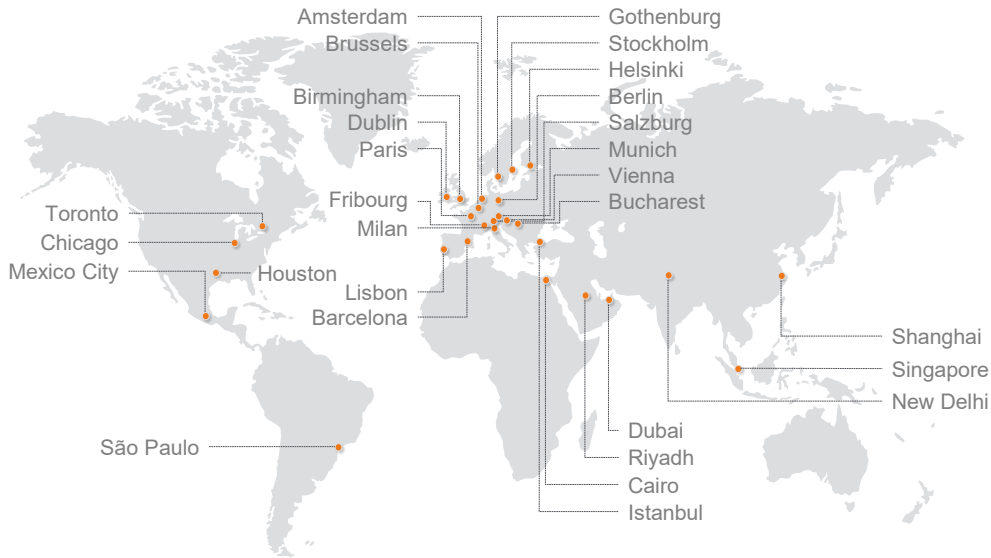 Amsterdam
Brussels
Birmingham
Dublin
Paris
Fribourg
Milan
Lisbon
Barcelona
Gothenburg
Stockholm
Helsinki
Berlin
Salzburg
Munich
Vienna
Bucharest
Toronto
Chicago
Mexico City
Houston
São Paulo
Shanghai
Singapore
New Delhi
Dubai
Riyadh
Cairo
Istanbul